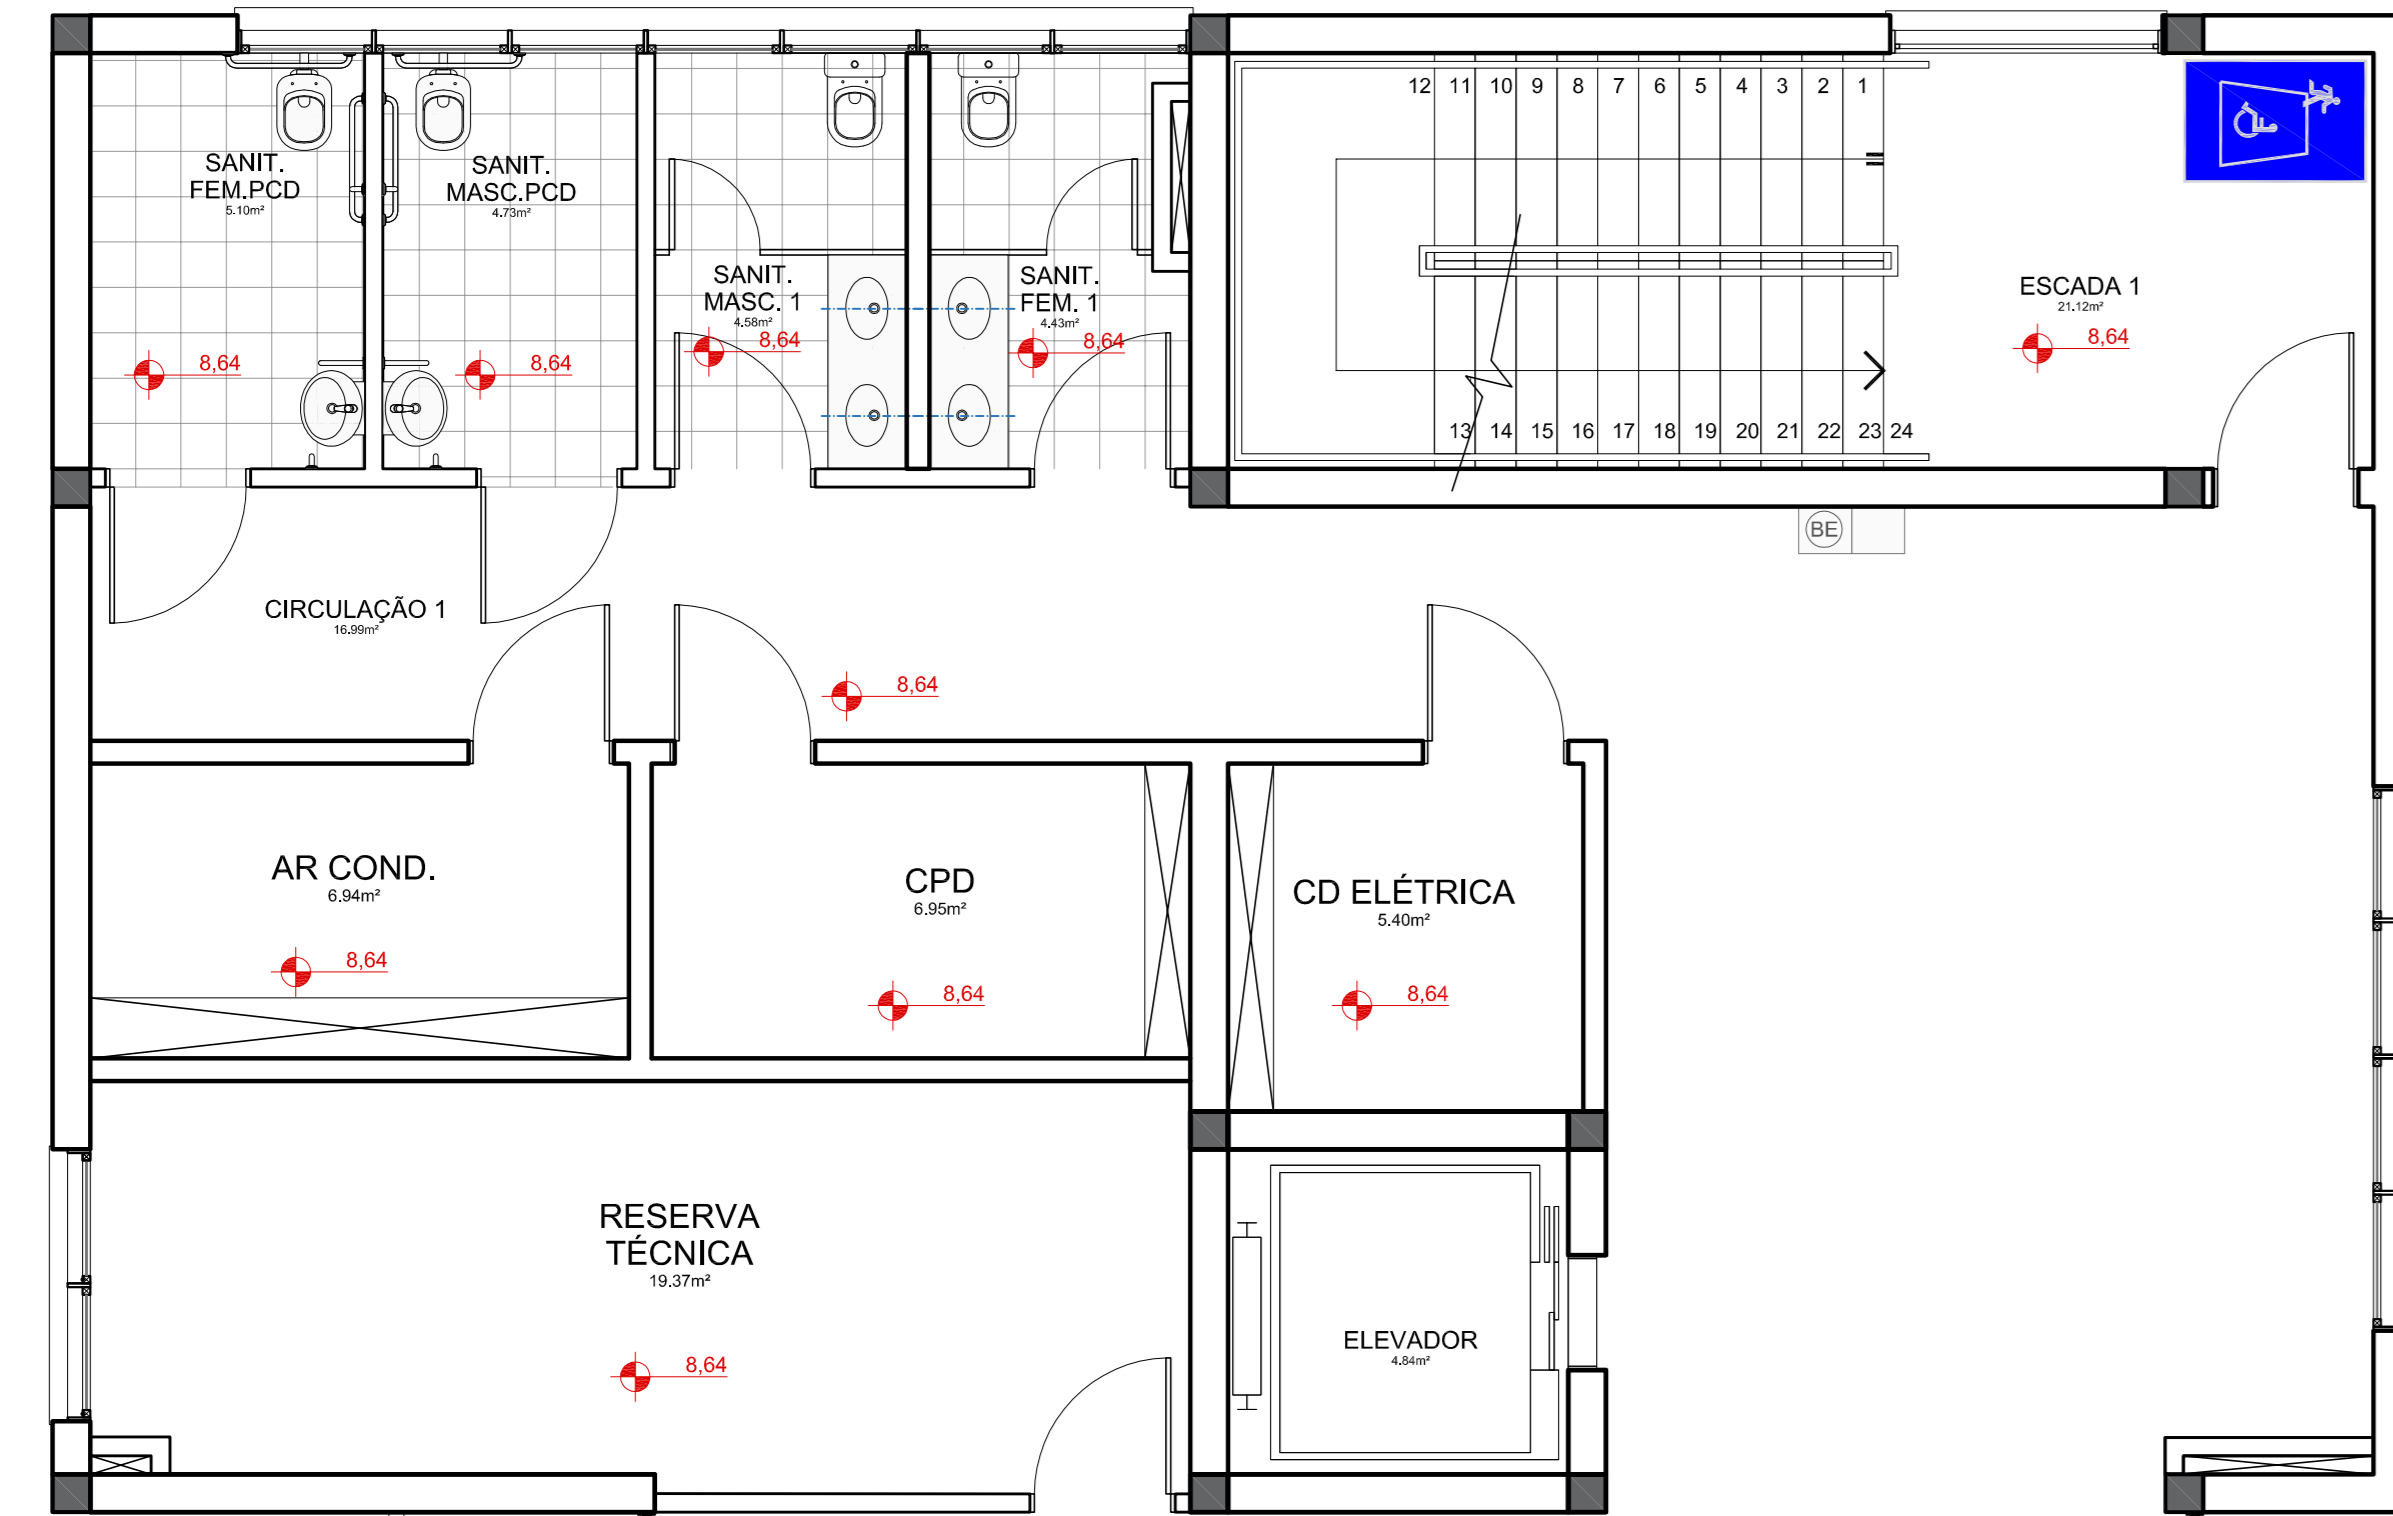 12 11 10 9 8 7 6 5 4 3 2 1
SANIT.
FEM.PCD
5.10m²
SANIT.
MASC.PCD
4.73m²
SANIT.
MASC. 1
4.58m²
SANIT.
FEM. 1
4.43m²
ESCADA 1
21.12m²
8,64
8,64
8,64
8,64
8,64
13 14 15 16 17 18 19 20 21 22 23 24
BE
CIRCULAÇÃO 1
16.99m²
8,64
AR COND.
6.94m²
8,64
CPD
6.95m²
8,64
CD ELÉTRICA
5.40m²
8,64
RESERVA
TÉCNICA
19.37m²
8,64
ELEVADOR
4.84m²